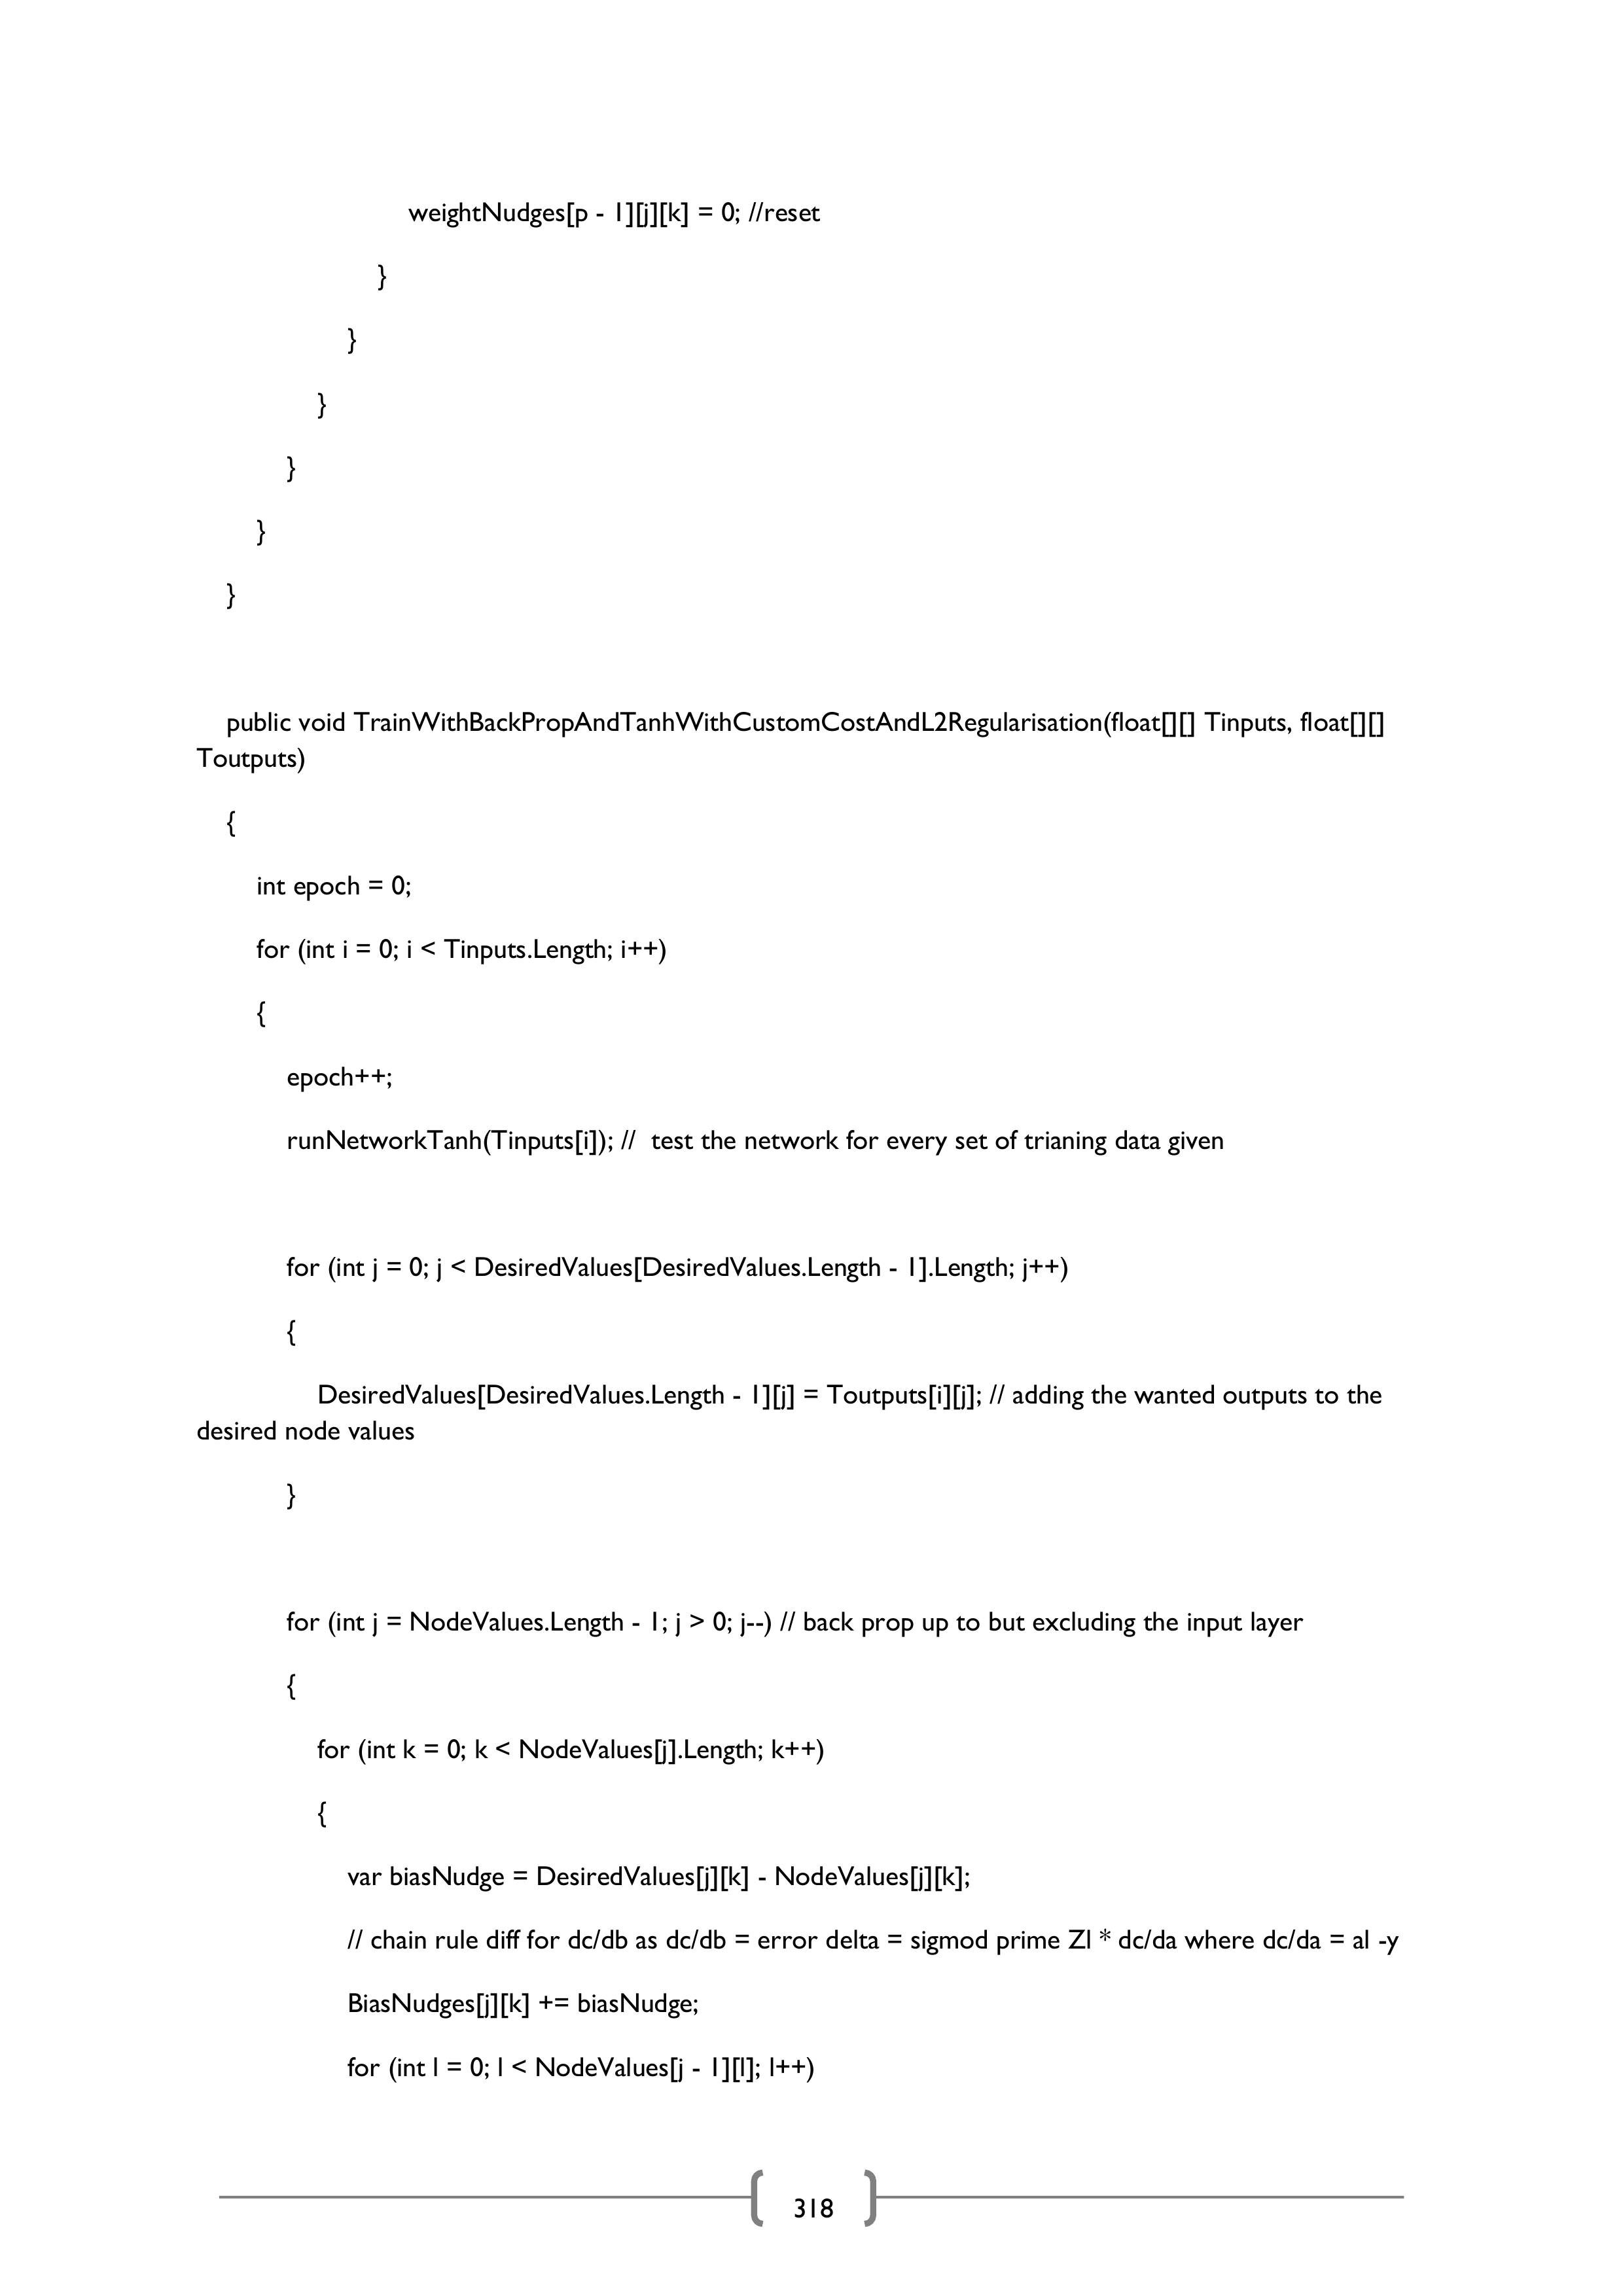 weightNudges[p - 1][j][k] = 0; //reset
}
}
}
}
}
}
public void TrainWithBackPropAndTanhWithCustomCostAndL2Regularisation(float[][] Tinputs, float[][]
Toutputs)
{
int epoch = 0;
for (int i = 0; i < Tinputs.Length; i++)
{
epoch++;
runNetworkTanh(Tinputs[i]); //  test the network for every set of trianing data given
for (int j = 0; j < DesiredValues[DesiredValues.Length - 1].Length; j++)
{
DesiredValues[DesiredValues.Length - 1][j] = Toutputs[i][j]; // adding the wanted outputs to the
desired node values
}
for (int j = NodeValues.Length - 1; j > 0; j--) // back prop up to but excluding the input layer
{
for (int k = 0; k < NodeValues[j].Length; k++)
{
var biasNudge = DesiredValues[j][k] - NodeValues[j][k];
// chain rule diff for dc/db as dc/db = error delta = sigmod prime Zl * dc/da where dc/da = al -y
BiasNudges[j][k] += biasNudge;
for (int l = 0; l < NodeValues[j - 1][l]; l++)
318